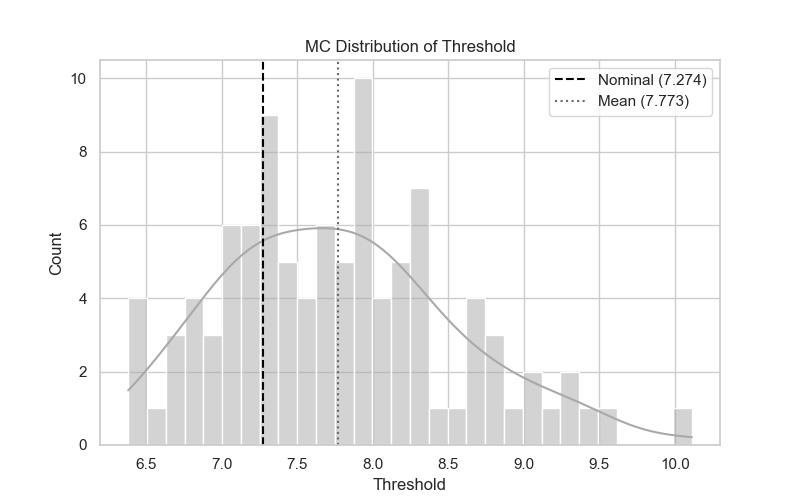 MC Distribution of Threshold
Nominal (7.274)
Mean (7.773)
10
8
6
4
2
0
Count
6.5 7.0 7.5 8.0 8.5 9.0 9.5 10.0
Threshold